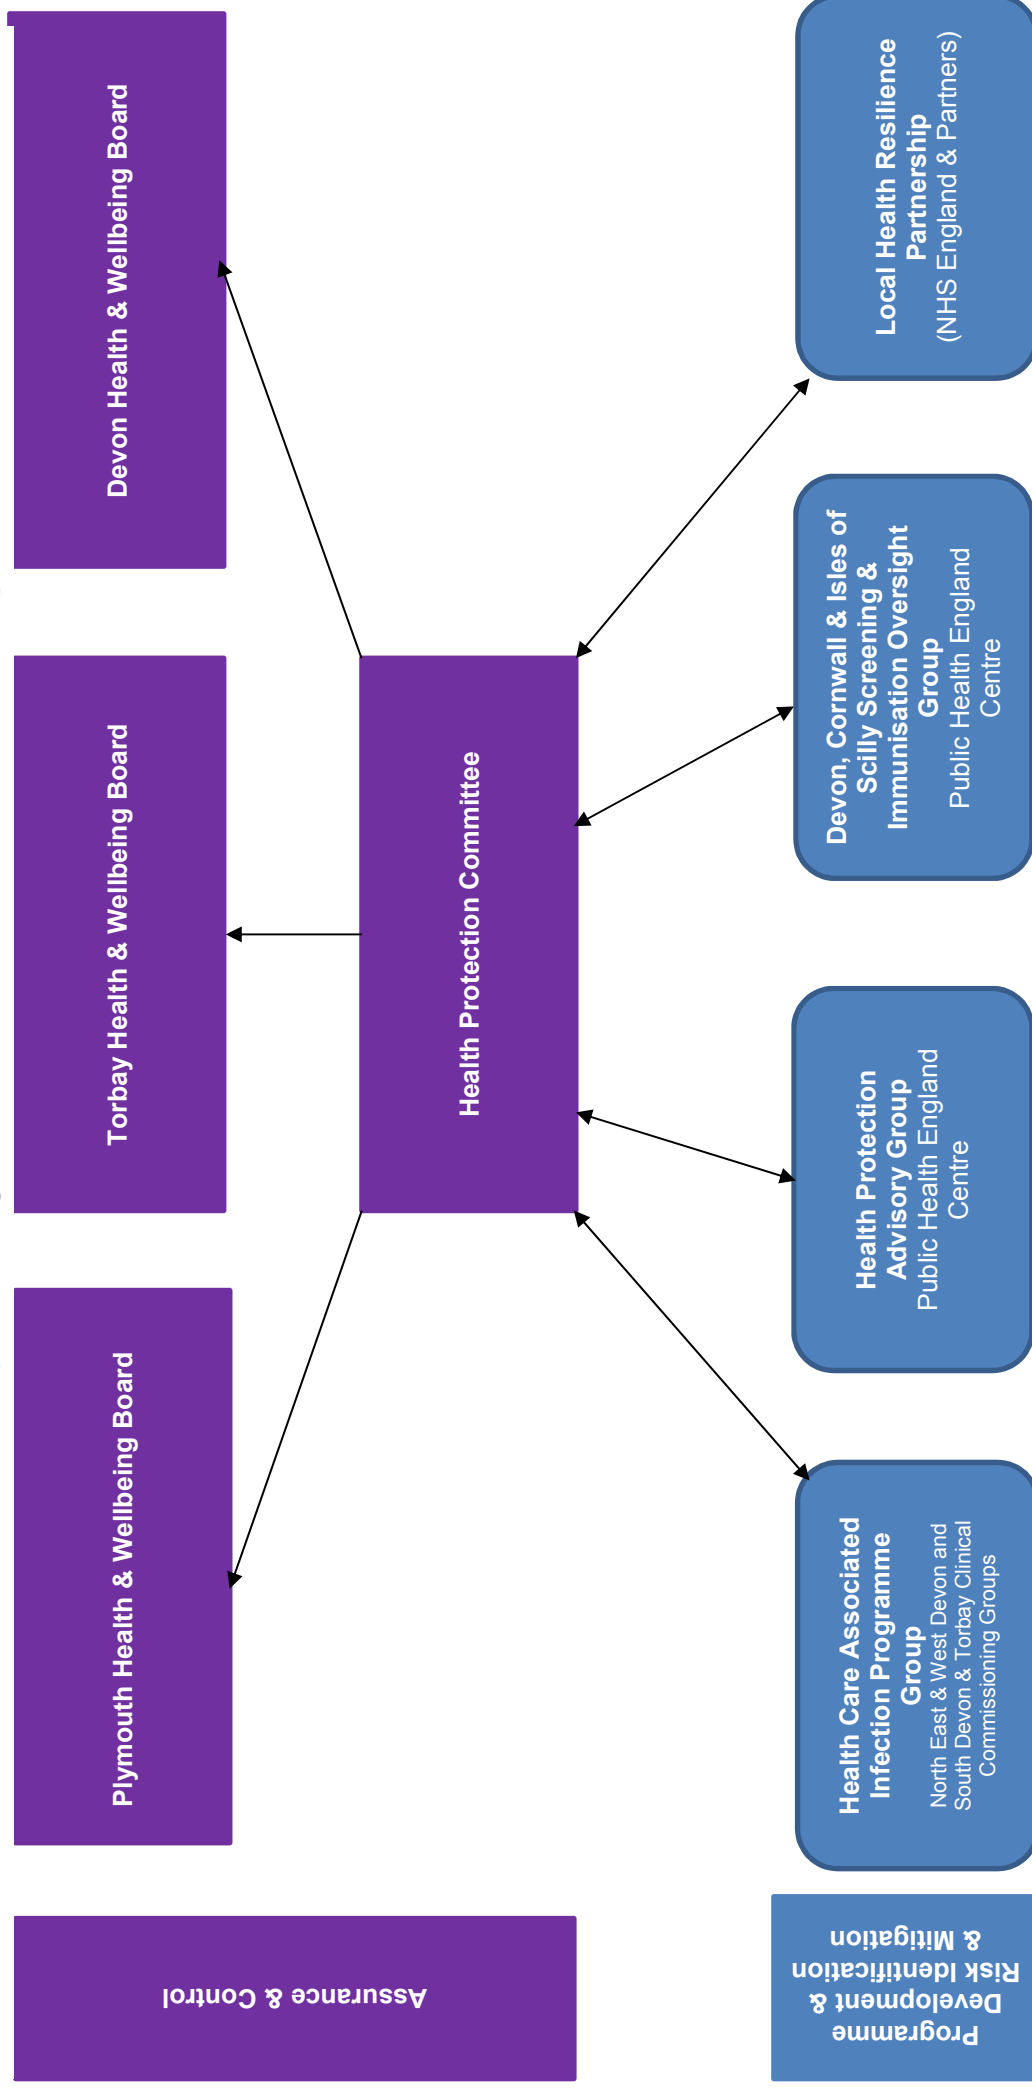 Assurance & Control
Plymouth Health & Wellbeing Board
Torbay Health & Wellbeing Board
Devon Health & Wellbeing Board
Health Protection Committee
Programme
Development &
Risk Identification
& Mitigation
Health Care Associated
Infection Programme
Group
North East & West Devon and
South Devon & Torbay Clinical
Commissioning Groups
Health Protection
Advisory Group
Public Health England
Centre
Devon, Cornwall & Isles of
Scilly Screening &
Immunisation Oversight
Group
Public Health England
Centre
Local Health Resilience
Partnership
(NHS England & Partners)